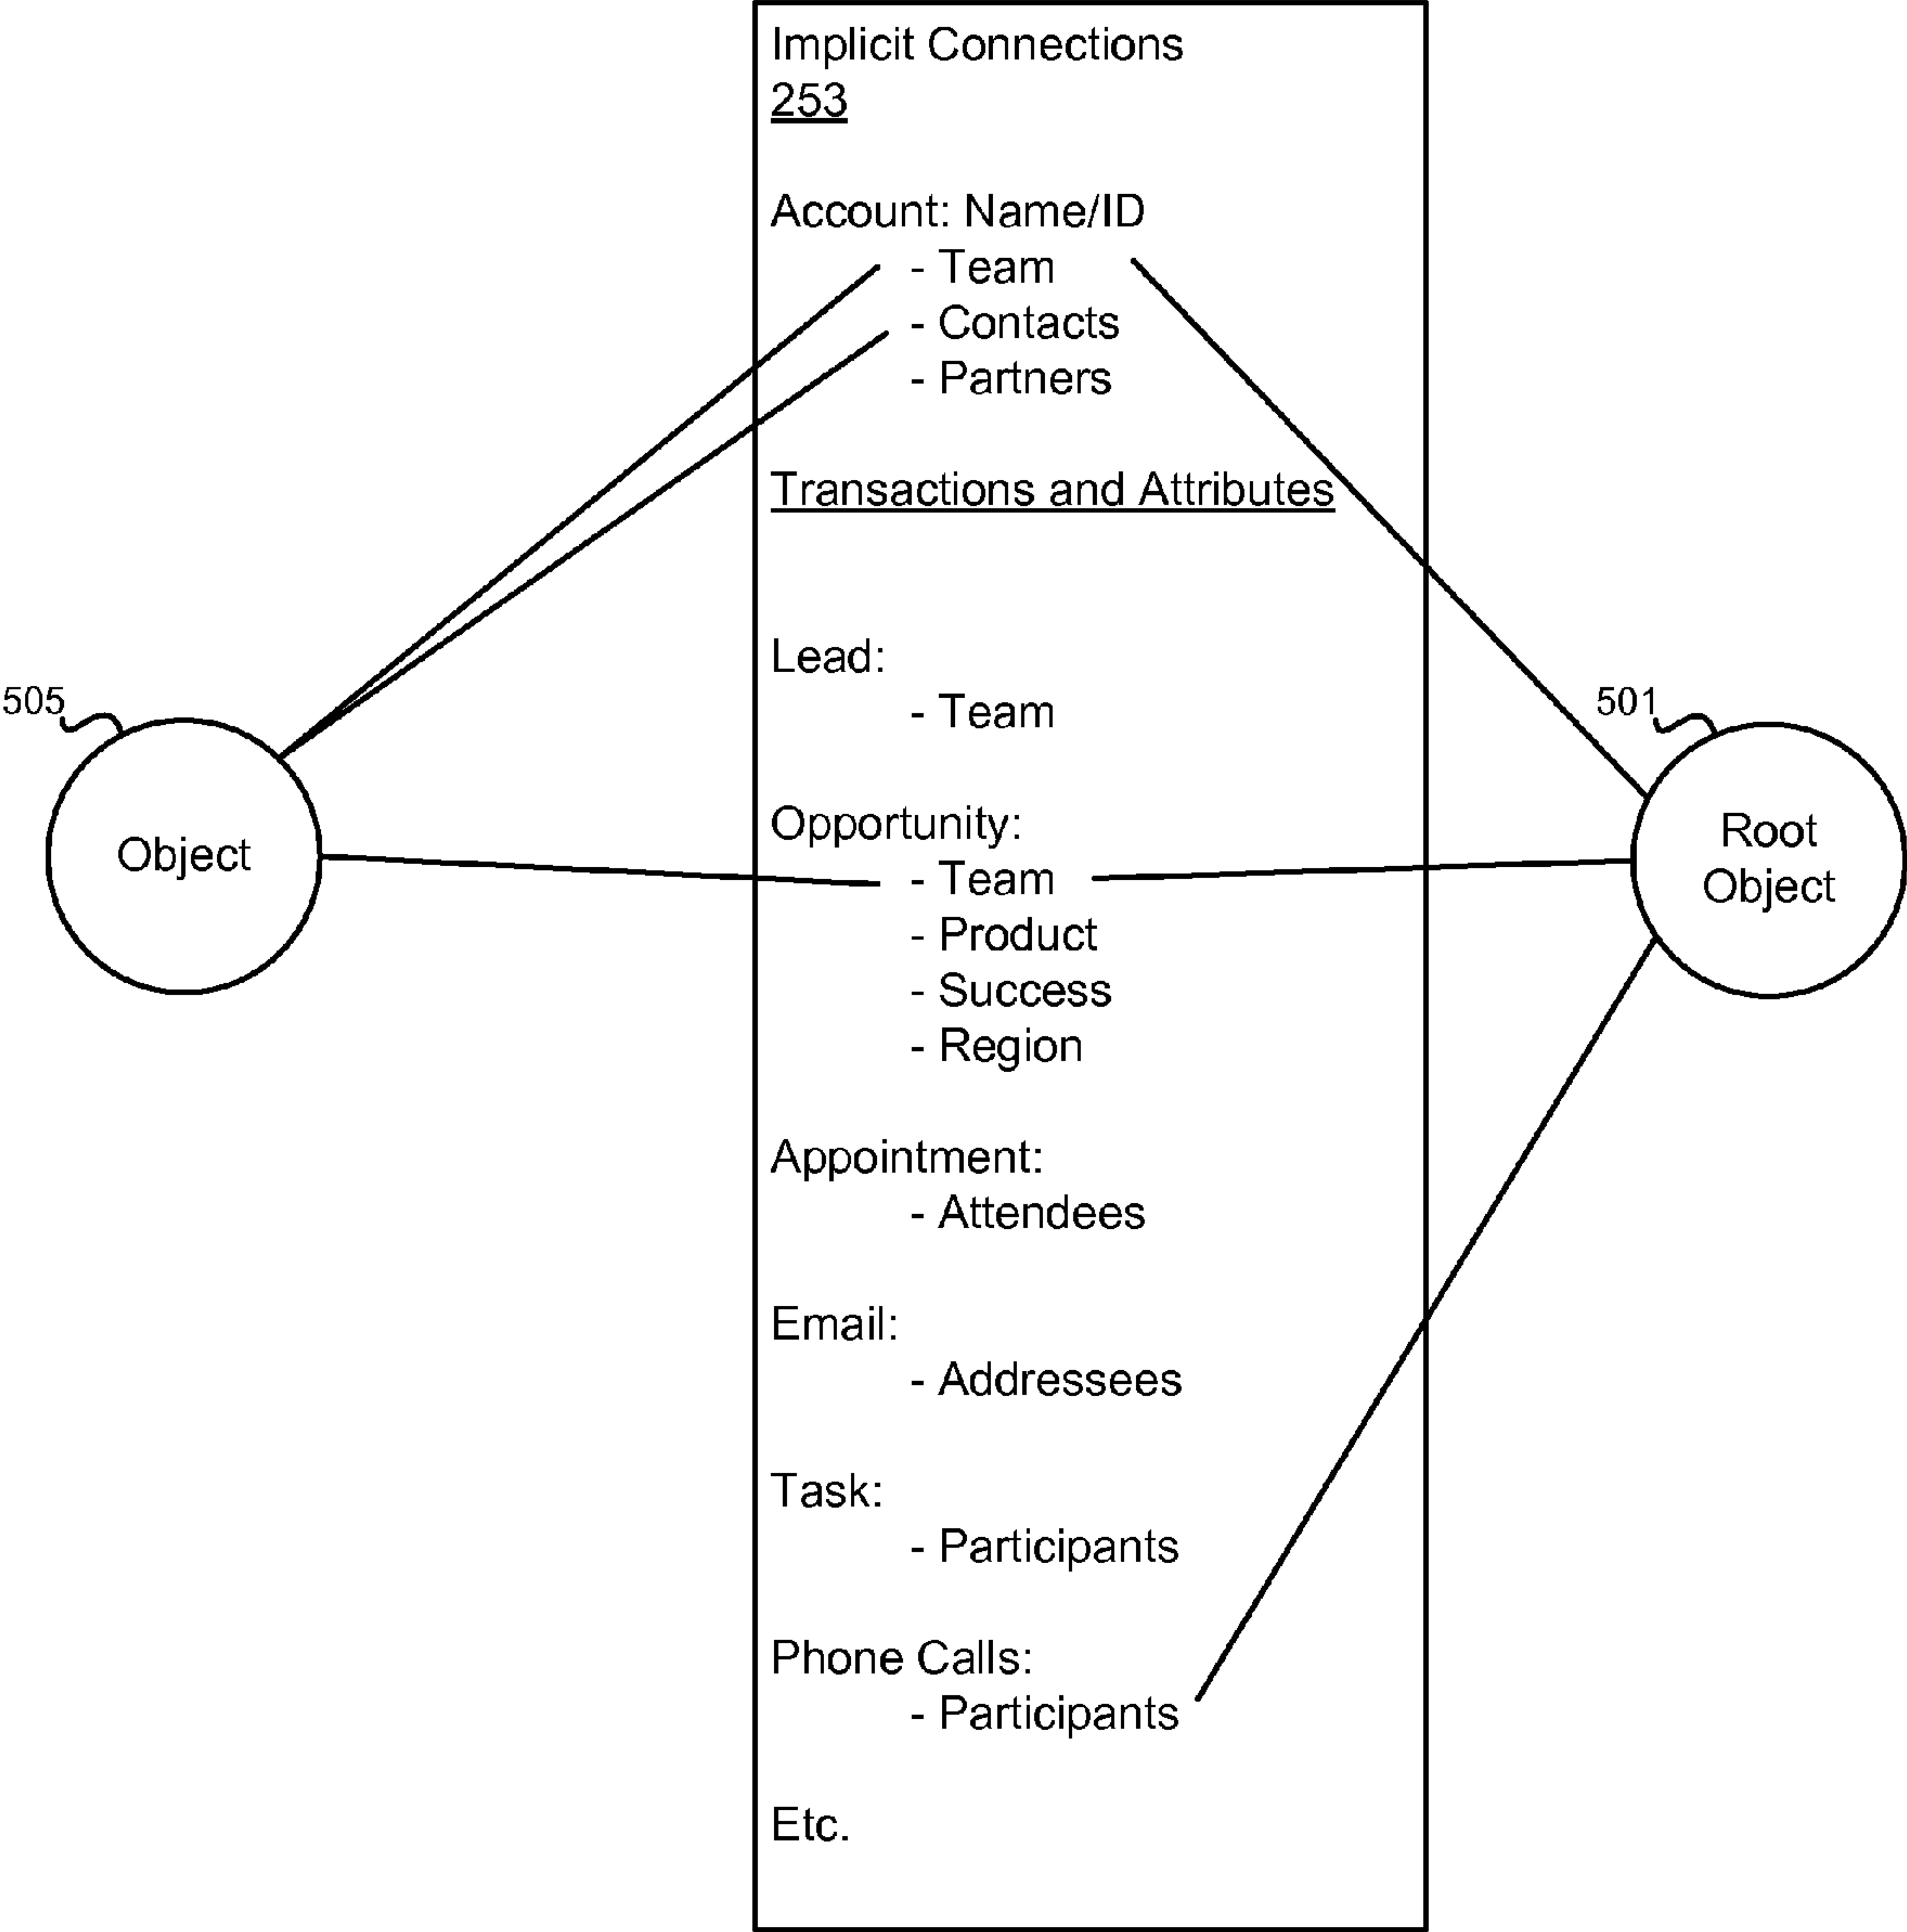 Implicit Connections
253
Account: Name/ID
- Team
- Contacts
- Partners
Transactions and Attributes
Lead:
- Team
505
501
Opportunity:
Object
Root
Object
- Team
- Product
- Success
- Region
Appointment:
- Attendees
Email:
- Addressees
Task:
- Participants
Phone Calls:
- Participants
Etc.